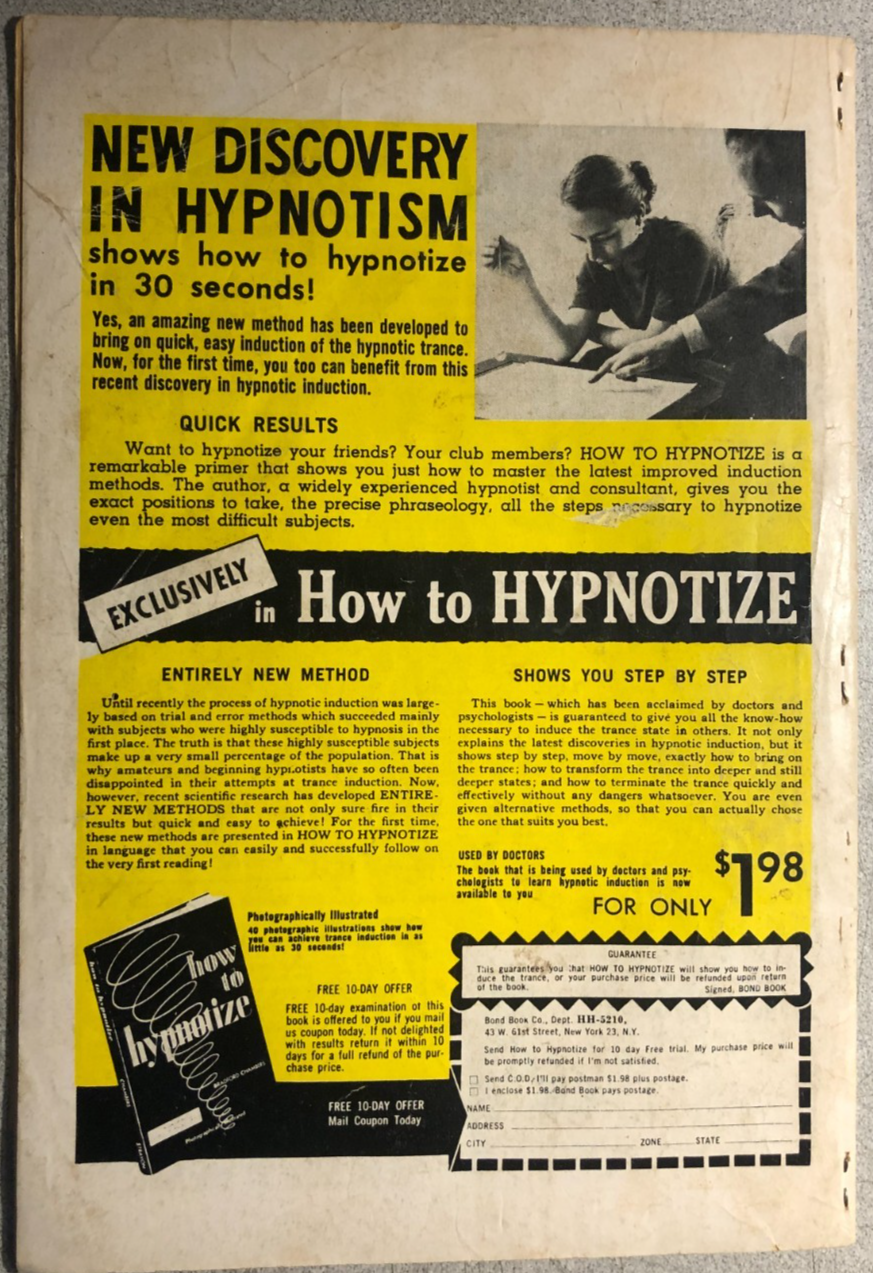 NEW DISCOVERY
IN HYPNOTISM
shows how to hypnotize
in 30 seconds!
Yes, an amazing new method has been developed to
bring on quick, easy induction of the hypnotic trance.
Now, for the first time, you too can benefit from this
recent discovery in hypnotic induction.
QUICK RESULTS
Want to hypnotize your friends? Your club members? HOW TO HYPNOTIZE is a
remarkable primer that shows you just how to master the latest improved induction
methods. The author, a widely experienced hypnotist and consultant, gives you the
exact positions to take, the precise phraseology, all the steps necessary to hypnotize
even the most difficult subjects.
EXCLUSIVELY
in How to HYPNOTIZE
ENTIRELY NEW METHOD
Until recently the process of hypnotic induction was large-
ly based on trial and error methods which succeeded mainly
with subjects who were highly susceptible to hypnosis in the
first place. The truth is that these highly susceptible subjects
make up a very small percentage of the population. That is
why amateurs and beginning hypnotists have so often been
disappointed in their attempts at trance induction. Now,
however, recent scientific research has developed ENTIRE-
LY NEW METHODS that are not only sure fire in their
results but quick and easy to achieve! For the first time,
these new methods are presented in HOW TO HYPNOTIZE
in language that you can easily and successfully follow on
the very first reading!
SHOWS YOU STEP BY STEP
This book — which has been acclaimed by doctors and
psychologists — is guaranteed to give you all the know-how
necessary to induce the trance state in others. It not only
explains the latest discoveries in hypnotic induction, but it
shows step by step, move by move, exactly how to bring on
the trance; how to transform the trance into deeper and still
deeper states; and how to terminate the trance quickly and
effectively without any dangers whatsoever. You are even
given alternative methods, so that you can actually chose
the one that suits you best.
USED BY DOCTORS
The book that is being used by doctors and psy-
chologists to learn hypnotic induction is now
available to you
FOR ONLY
$1.98
Photographically Illustrated
40 photographic illustrations show how
you can achieve trance induction in as
little as 30 seconds!
how to hypnotize
how
to
hypnotize
BRADFORD CHAMBERS
FREE 10-DAY OFFER
FREE 10-day examination of this
book is offered to you if you mail
us coupon today. If not delighted
with results return it within 10
days for a full refund of the pur-
chase price.
FREE 10-DAY OFFER
Mail Coupon Today
GUARANTEE
This guarantees you that HOW TO HYPNOTIZE will show you how to in-
duce the trance, or your purchase price will be refunded upon return
of the book. Signed, BOND BOOK
Bond Book Co., Dept. HH-5210,
43 W. 61st Street, New York 23, N.Y.
Send How to Hypnotize for 10 day Free trial. My purchase price will
be promptly refunded if I'm not satisfied.
Send C.O.D. I'll pay postman $1.98 plus postage.
I enclose $1.98. Bond Book pays postage.
NAME
ADDRESS
CITY ZONE STATE